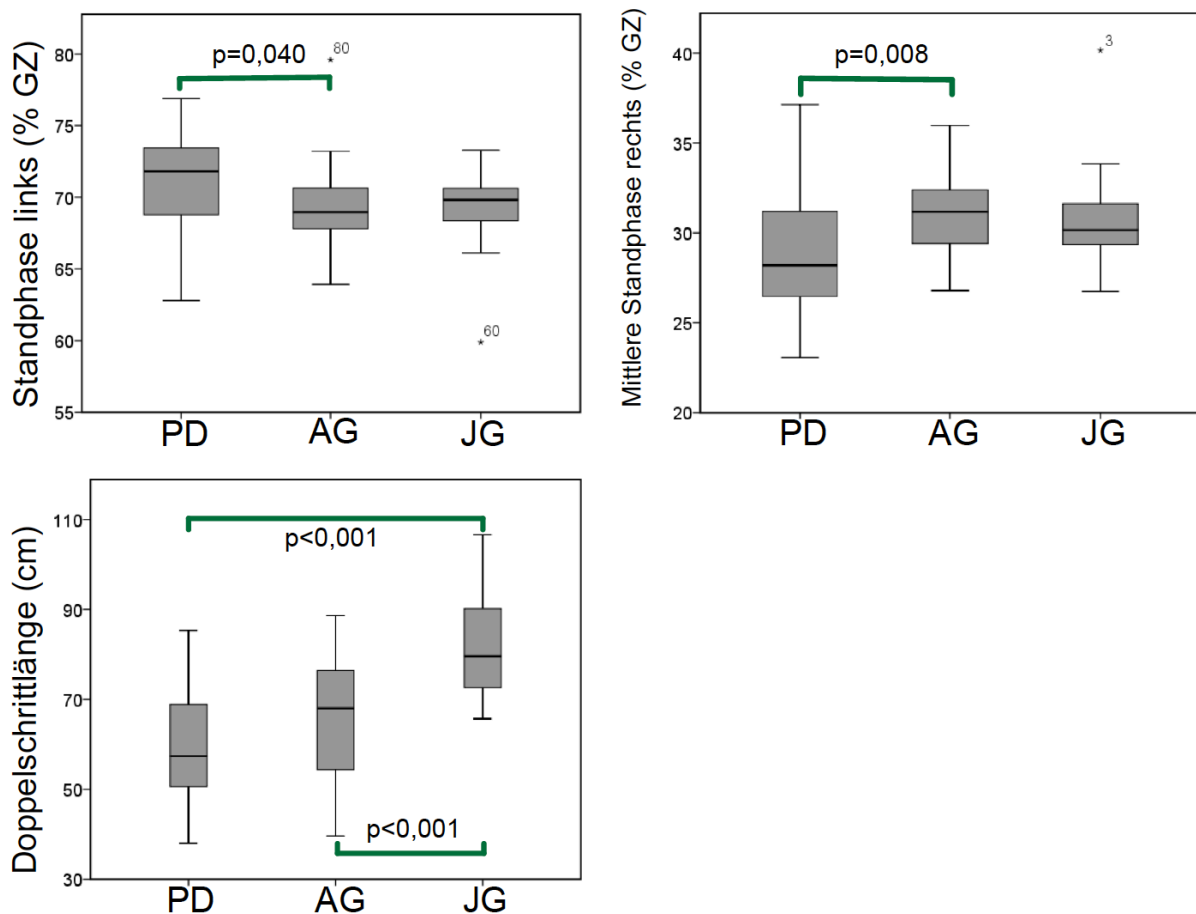 Standphase links (% GZ)
80
75
70
65
60
55
p=0,040
*80
*60
PD AG JG
Mittlere Standphase rechts (% GZ)
40
35
30
25
20
p=0,008
*3
PD AG JG
Doppelschrittlänge (cm)
110
90
70
50
30
p<0,001
p<0,001
PD AG JG